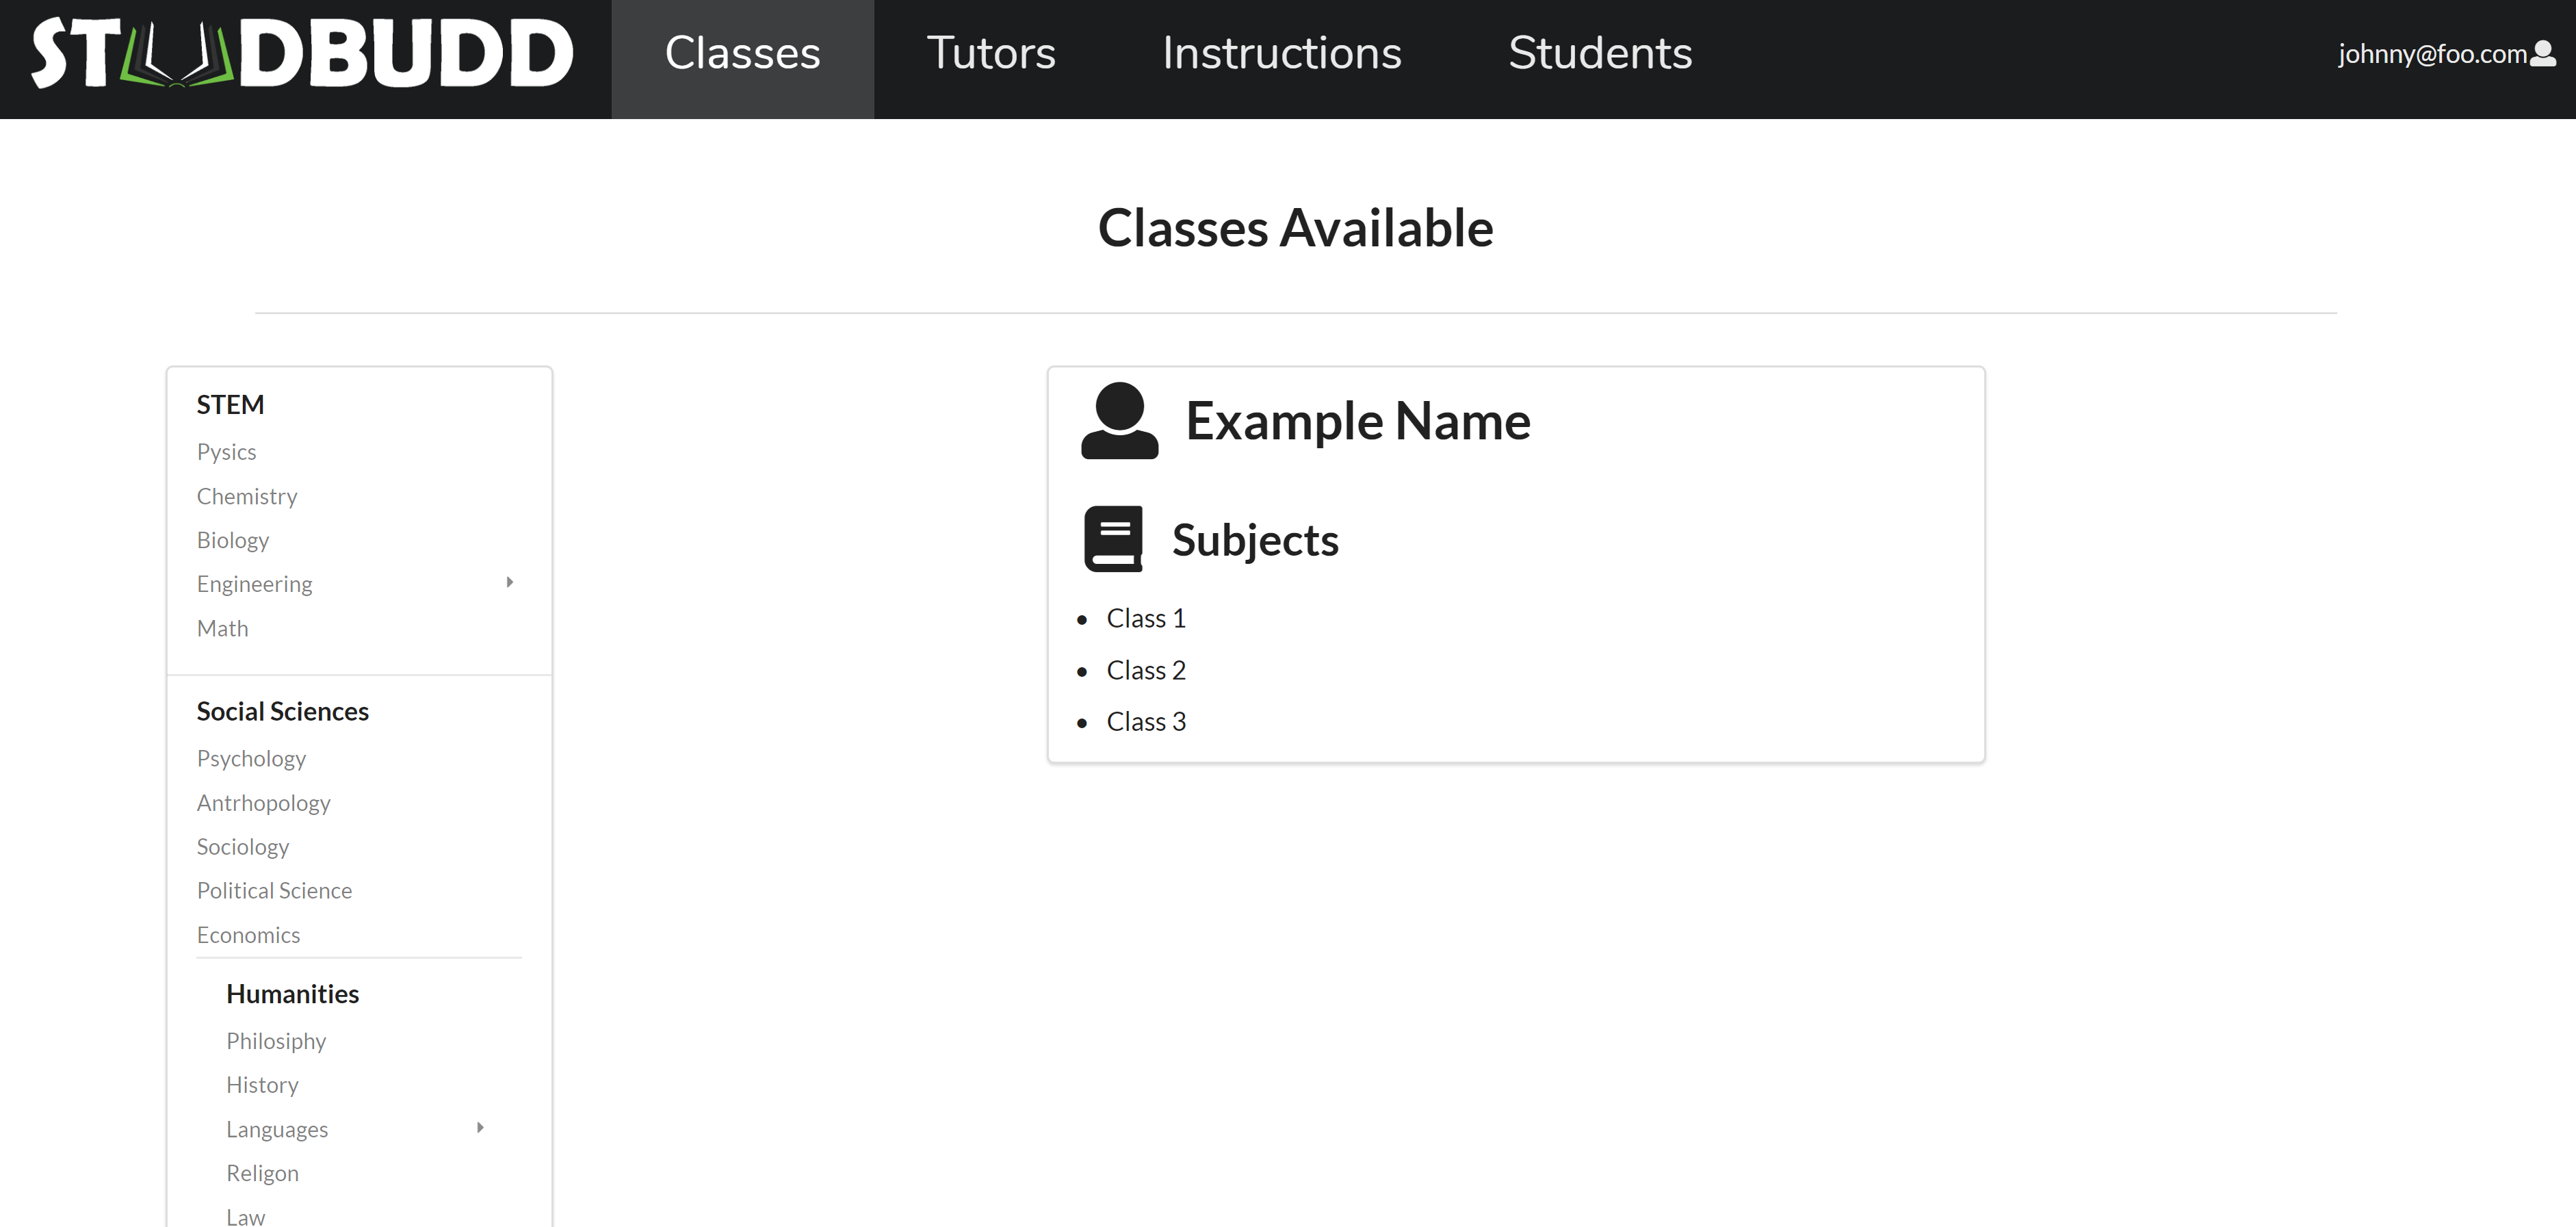 STUDBUDD Classes Tutors Instructions Students johnny@foo.com
Classes Available
STEM
Pysics
Chemistry
Biology
Engineering
Math
Social Sciences
Psychology
Antrhopology
Sociology
Political Science
Economics
Humanities
Philosiphy
History
Languages
Religon
Law
Example Name
Subjects
• Class 1
• Class 2
• Class 3